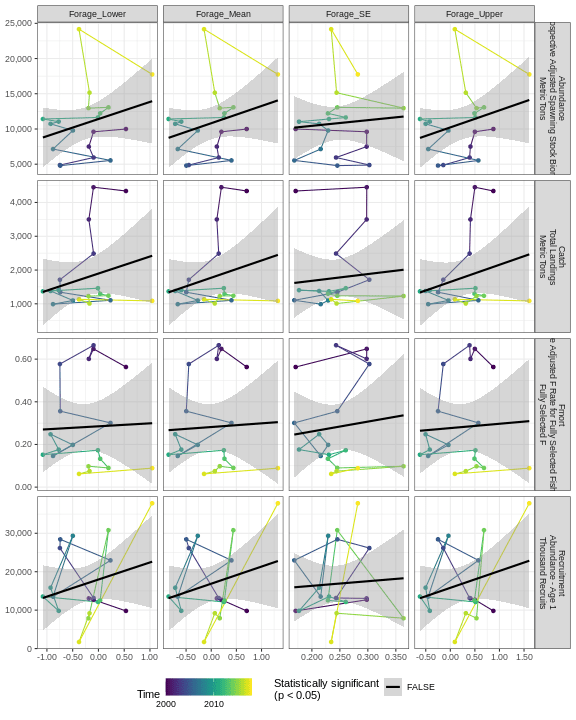 Forage_Lower Forage_Mean Forage_SE Forage_Upper
25,000
20,000
15,000
10,000
5,000
Abundance
Adjusted Spawning Stock
Metric Tons
4,000
3,000
2,000
1,000
Catch
Total Landings
Metric Tons
0.60
0.40
0.20
0.00
Fmort
Adjusted F Rate for Fully Selected Fish
Fully Selected F
30,000
20,000
10,000
0
Recruitment
Abundance - Age 1
Thousand Recruits
-1.00 -0.50 0.00 0.50 1.00 -0.50 0.00 0.50 1.00 0.200 0.250 0.300 0.350 -0.50 0.00 0.50 1.00 1.50
Time
2000 2010
Statistically significant
(p < 0.05)
FALSE